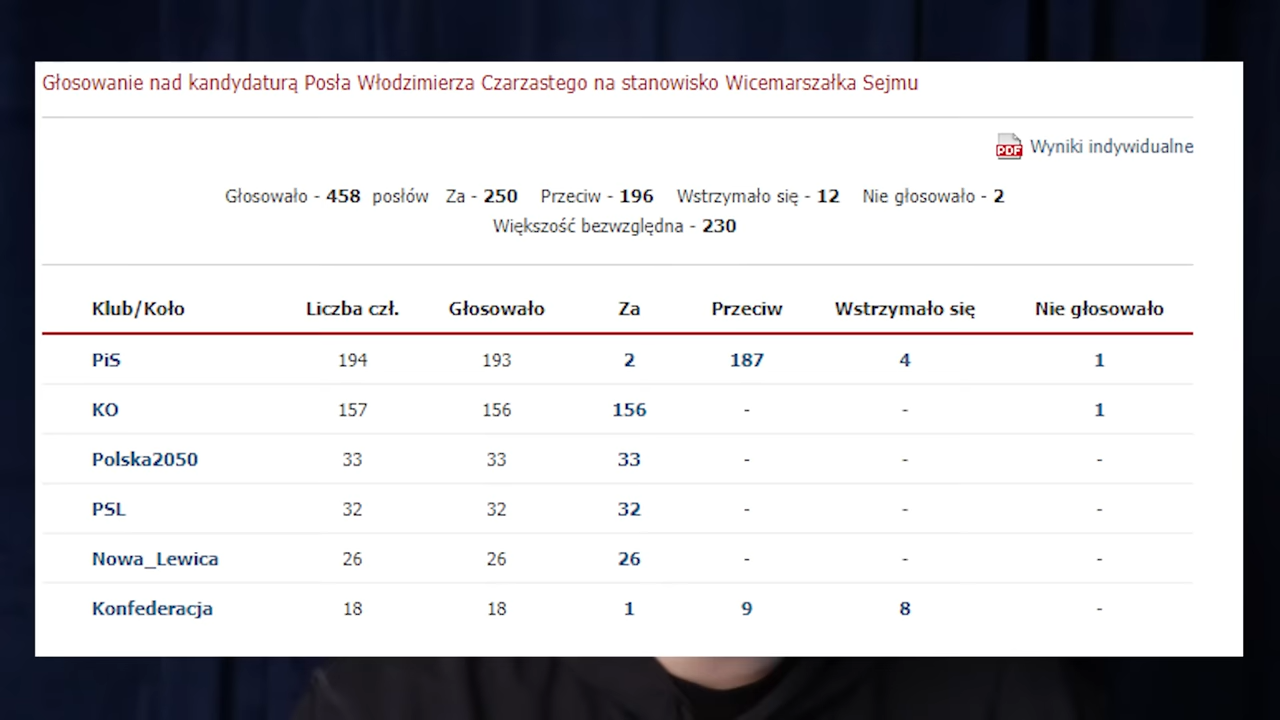 Głosowanie nad kandydaturą Posła Włodzimierza Czarzastego na stanowisko Wicemarszałka Sejmu
PDF Wyniki indywidualne
Głosowało - 458 posłów Za - 250 Przeciw - 196 Wstrzymało się - 12 Nie głosowało - 2
Większość bezwzględna - 230
Klub/Koło Liczba czł. Głosowało Za Przeciw Wstrzymało się Nie głosowało
PiS 194 193 2 187 4 1
KO 157 156 156 - - 1
Polska2050 33 33 33 - - -
PSL 32 32 32 - - -
Nowa_Lewica 26 26 26 - - -
Konfederacja 18 18 1 9 8 -